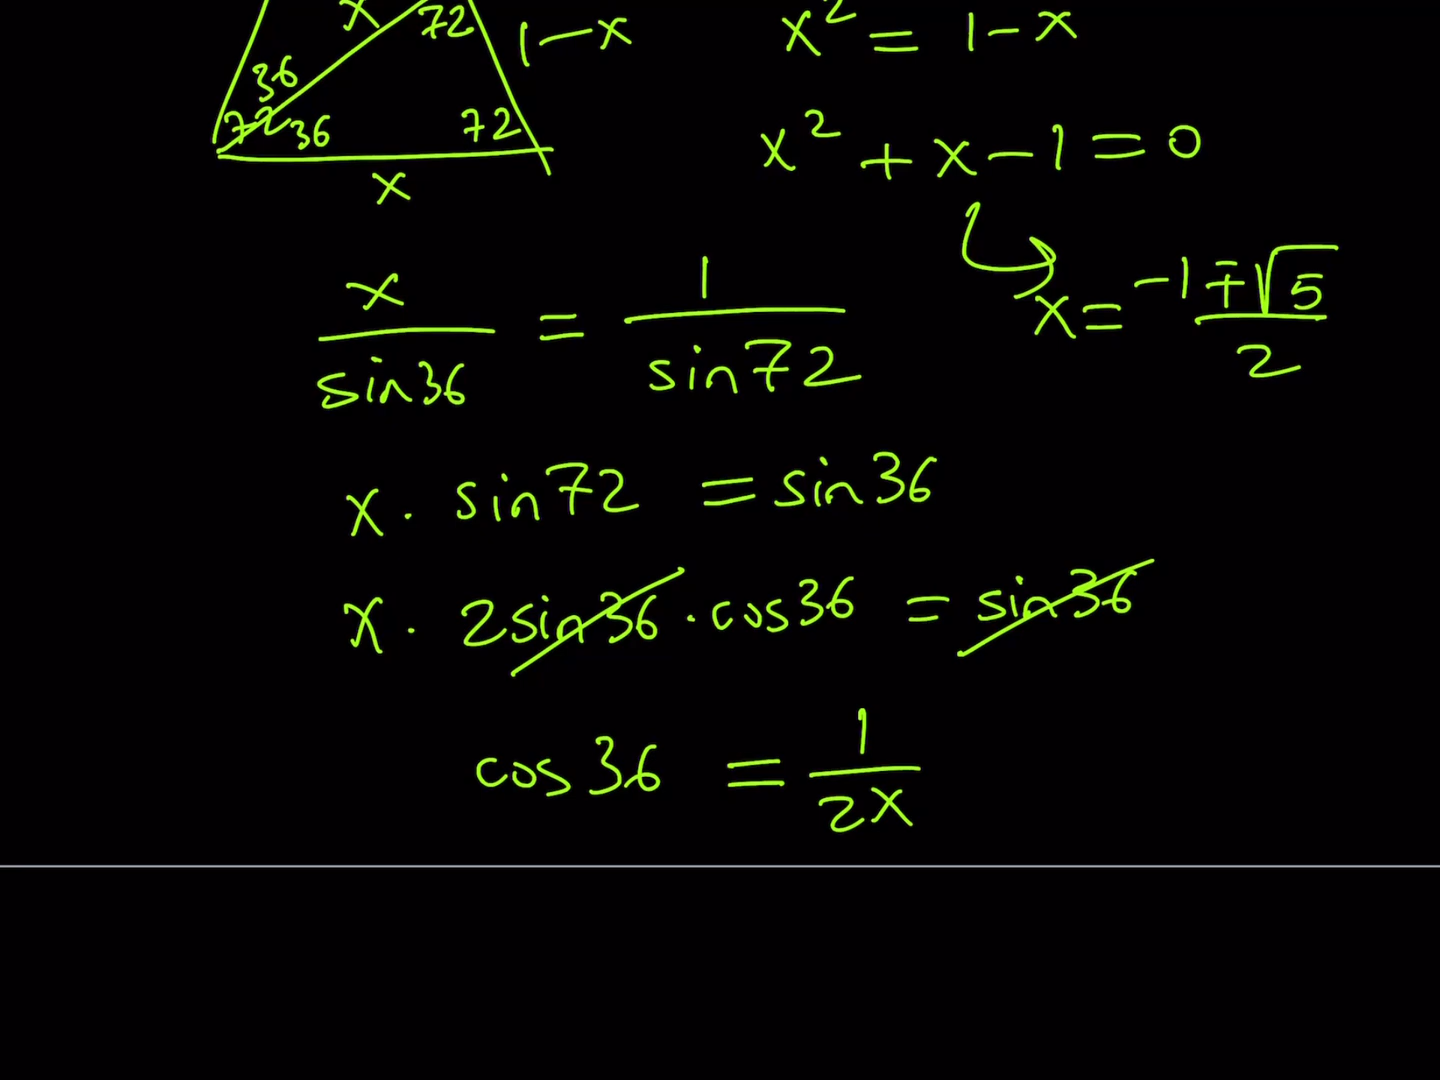 x 72 1-x x² = 1-x
36
72 36 72 x² + x - 1 = 0
x
x/sin36 = 1/sin72 x = (-1 ∓ √5)/2
x · sin72 = sin36
x · 2sin36 · cos36 = sin36
cos36 = 1/2x